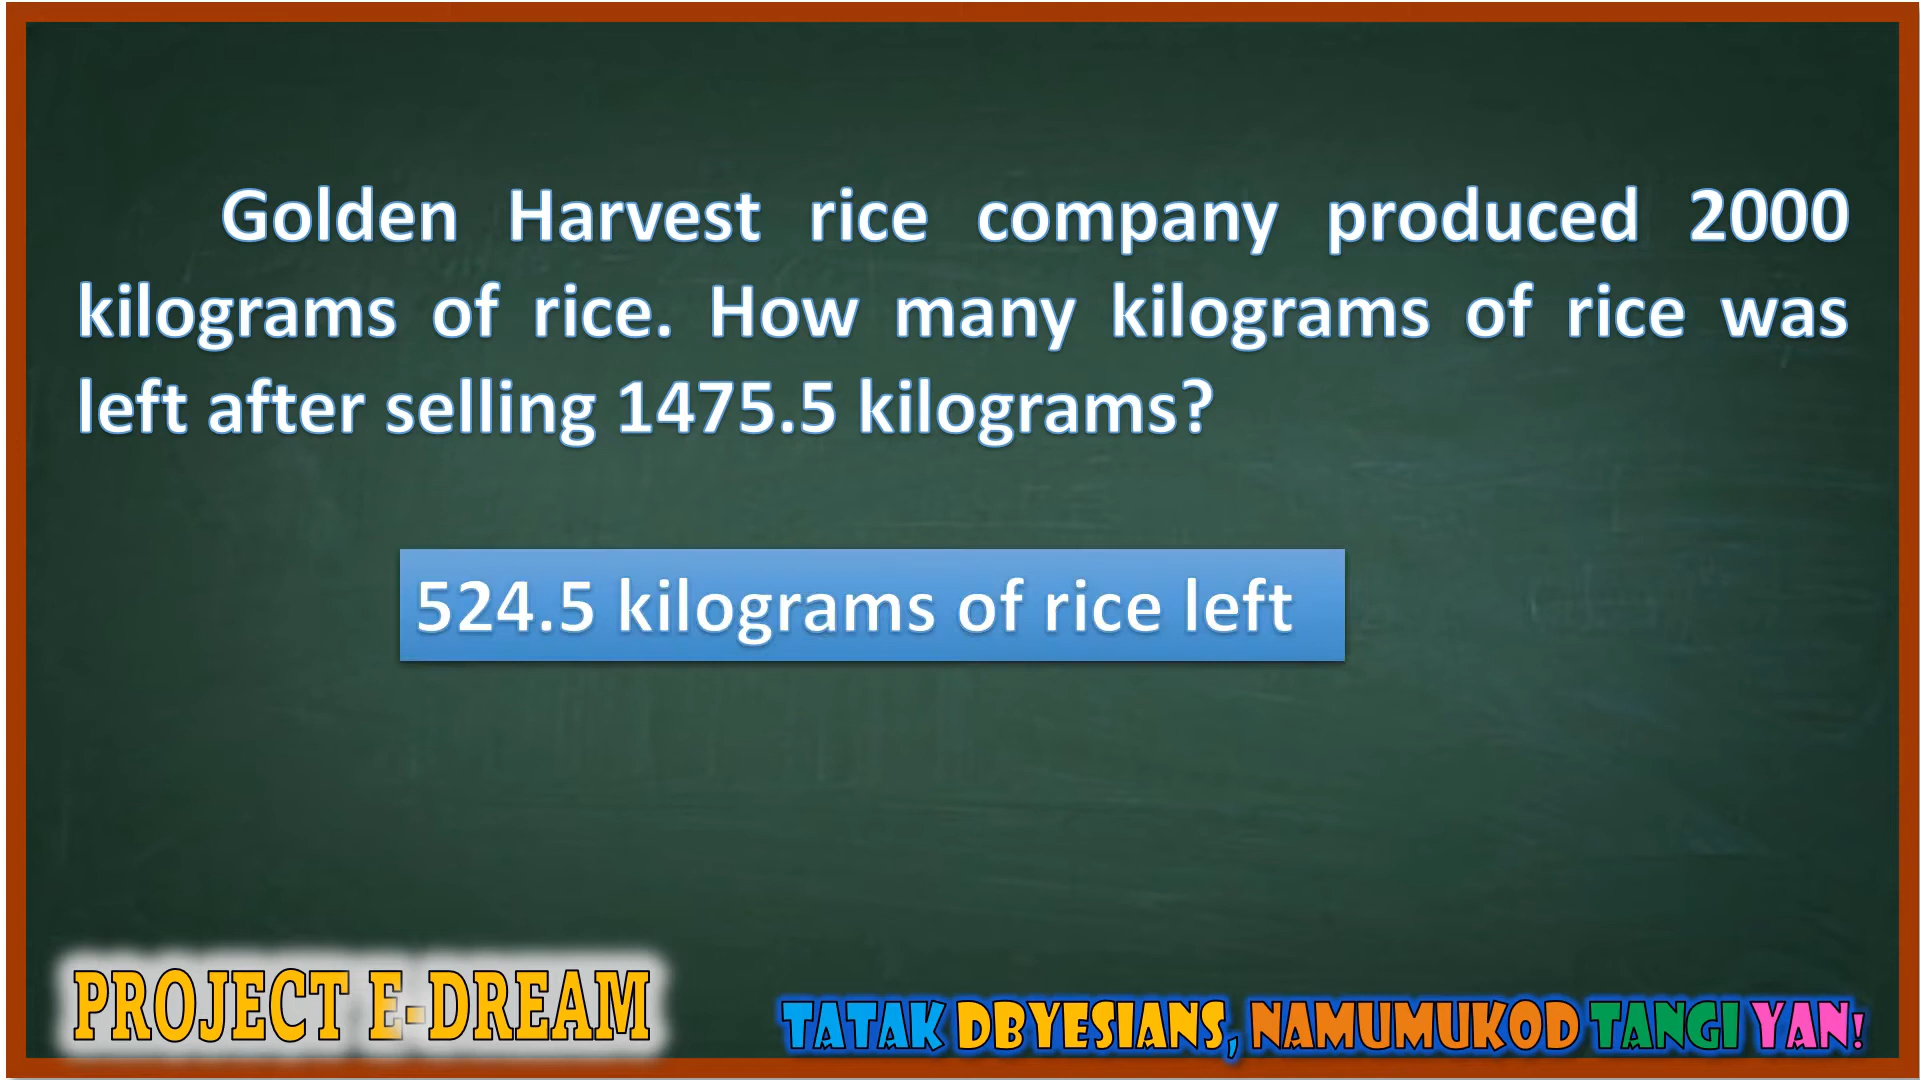 Golden Harvest rice company produced 2000
kilograms of rice. How many kilograms of rice was
left after selling 1475.5 kilograms?
524.5 kilograms of rice left
PROJECT E-DREAM
TATAK DBYESIANS, NAMUMUKOD TANGI YAN!